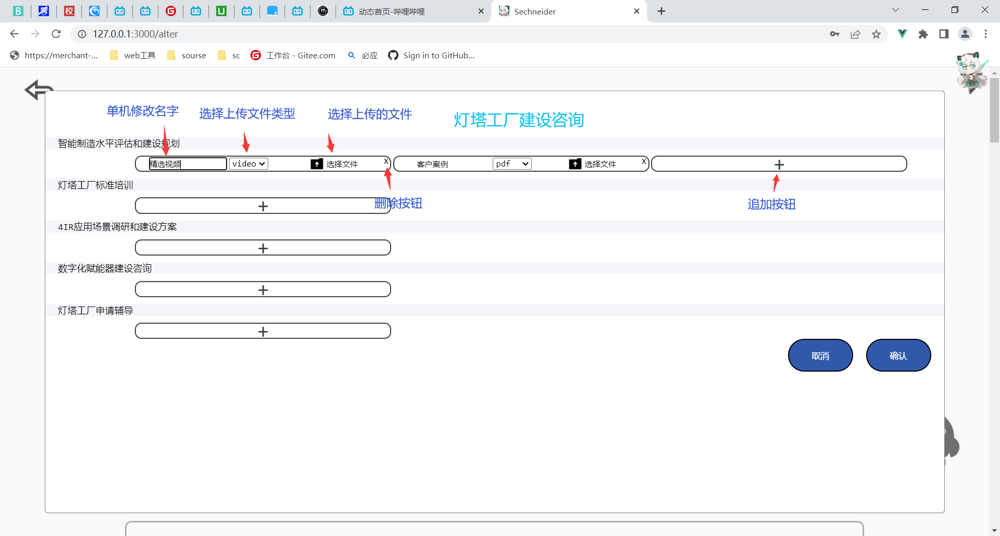 动态首页-哔哩哔哩
Sechneider
127.0.0.1:3000/alter
https://merchant-...
web工具
sourse
sc
工作台 - Gitee.com
必应
Sign in to GitHub...
单机修改名字
选择上传文件类型
选择上传的文件
灯塔工厂建设咨询
智能制造水平评估和建设规划
精选视频 video 选择文件 X 客户案例 pdf 选择文件 X +
灯塔工厂标准培训
+
删除按钮
追加按钮
4IR应用场景调研和建设方案
+
数字化赋能器建设咨询
+
灯塔工厂申请辅导
+
取消 确认